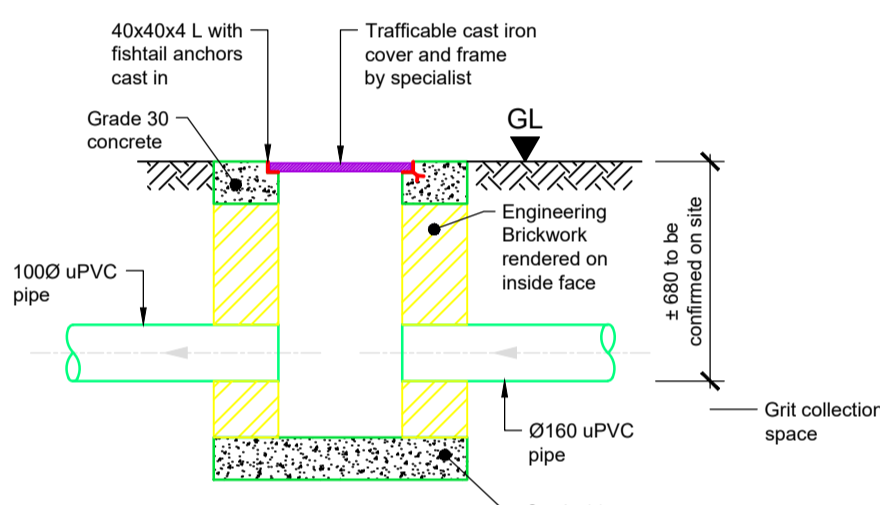 40x40x4 L with
fishtail anchors
cast in
Trafficable cast iron
cover and frame
by specialist
Grade 30
concrete
GL
Engineering
Brickwork
rendered on
inside face
± 680 to be
confirmed on site
100Ø uPVC
pipe
Ø160 uPVC
pipe
Grit collection
space